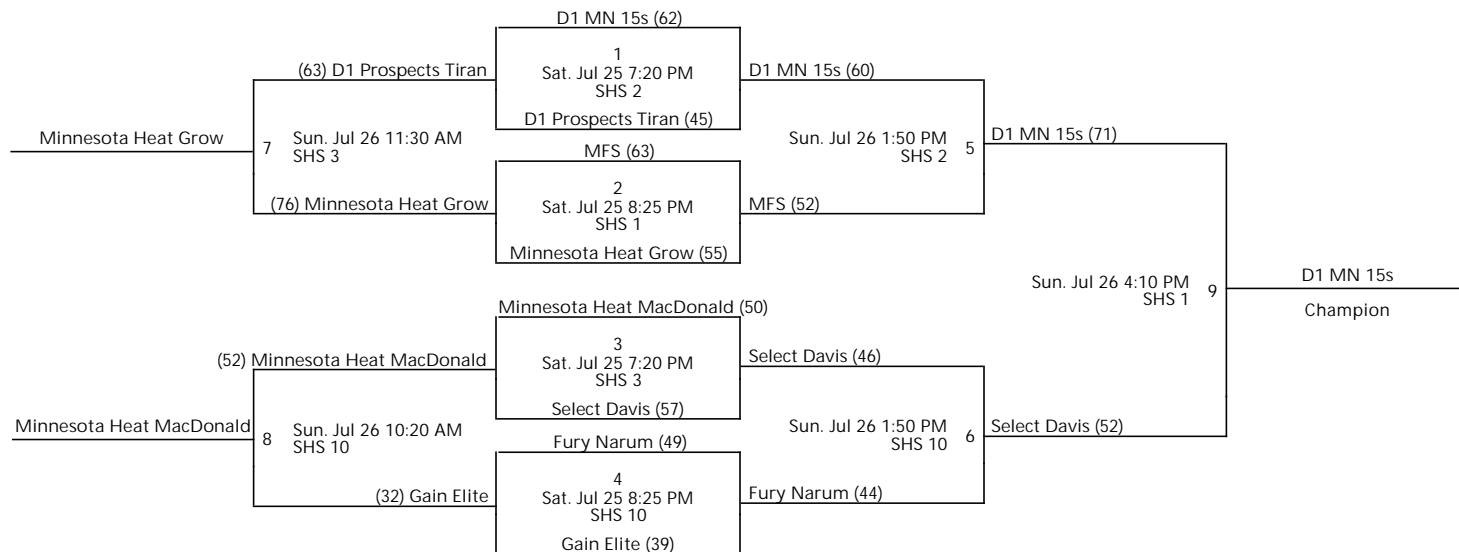 D1 MN 15s (62)
1
Sat. Jul 25 7:20 PM
SHS 2
D1 Prospects Tiran (45)
(63) D1 Prospects Tiran
D1 MN 15s (60)
Minnesota Heat Grow
7
Sun. Jul 26 11:30 AM
SHS 3
Sun. Jul 26 1:50 PM
SHS 2
5
D1 MN 15s (71)
MFS (63)
2
Sat. Jul 25 8:25 PM
SHS 1
Minnesota Heat Grow (55)
(76) Minnesota Heat Grow
MFS (52)
Sun. Jul 26 4:10 PM
SHS 1
9
D1 MN 15s
Champion
Minnesota Heat MacDonald (50)
3
Sat. Jul 25 7:20 PM
SHS 3
Select Davis (57)
(52) Minnesota Heat MacDonald
Select Davis (46)
Minnesota Heat MacDonald
8
Sun. Jul 26 10:20 AM
SHS 10
Sun. Jul 26 1:50 PM
SHS 10
6
Select Davis (52)
Fury Narum (49)
4
Sat. Jul 25 8:25 PM
SHS 10
Gain Elite (39)
(32) Gain Elite
Fury Narum (44)